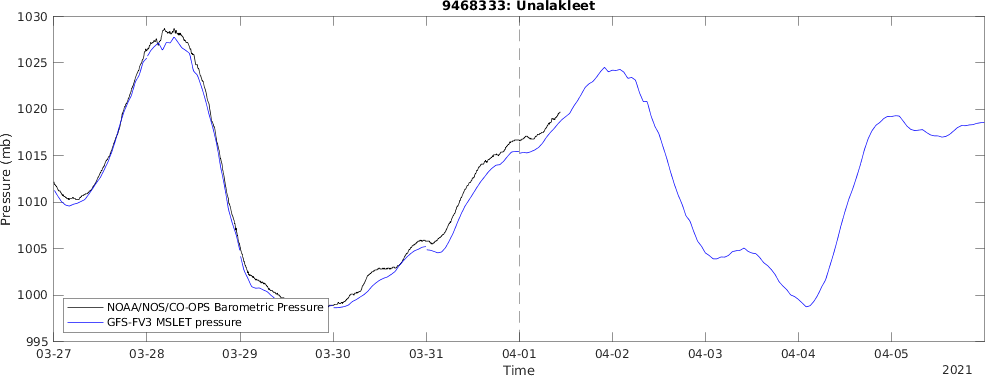 9468333: Unalakleet
Pressure (mb)
1030
1025
1020
1015
1010
1005
1000
995
NOAA/NOS/CO-OPS Barometric Pressure
GFS-FV3 MSLET pressure
03-27 03-28 03-29 03-30 03-31 04-01 04-02 04-03 04-04 04-05
Time
2021